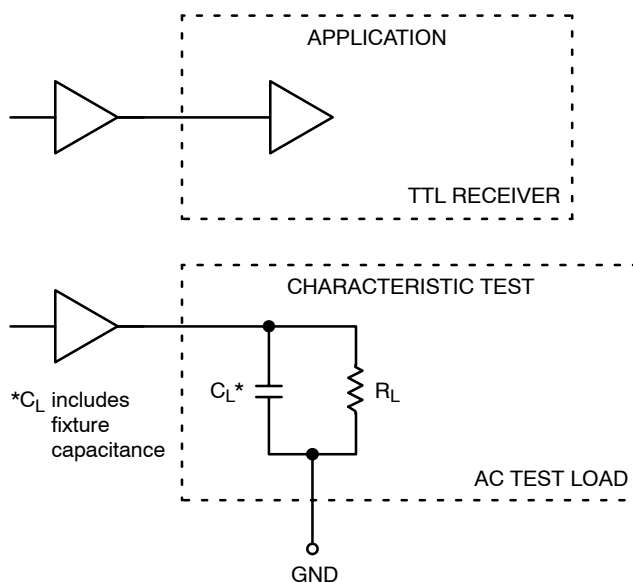 APPLICATION
TTL RECEIVER
CHARACTERISTIC TEST
*CL includes
fixture
capacitance
CL*
RL
AC TEST LOAD
GND